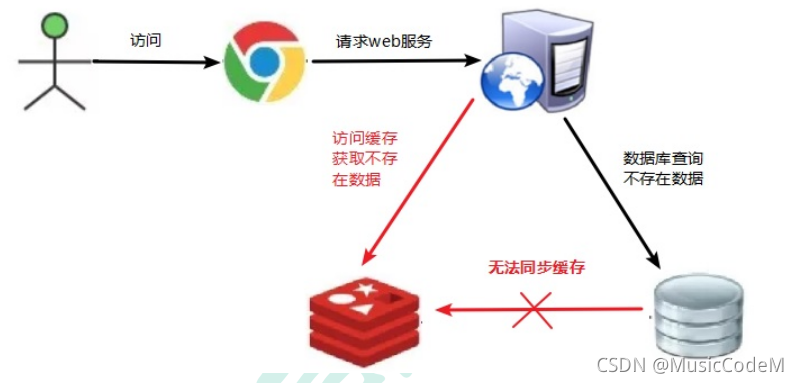 访问
请求web服务
访问缓存
获取不存
在数据
数据库查询
不存在数据
无法同步缓存
CSDN @MusicCodeM